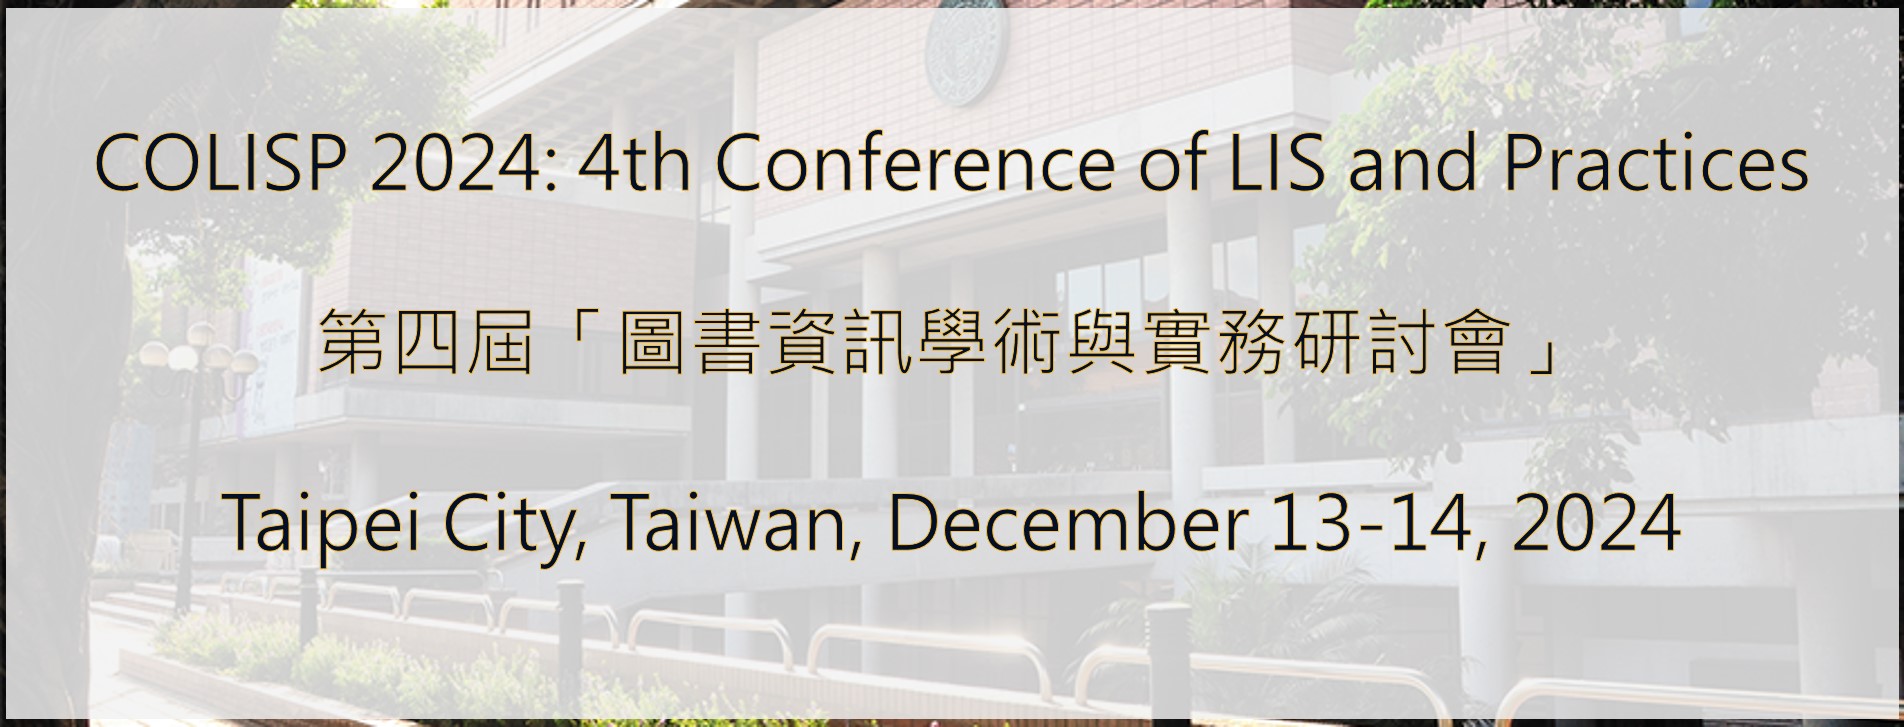 COLISP 2024: 4th Conference of LIS and Practices
第四屆「圖書資訊學術與實務研討會」
Taipei City, Taiwan, December 13-14, 2024